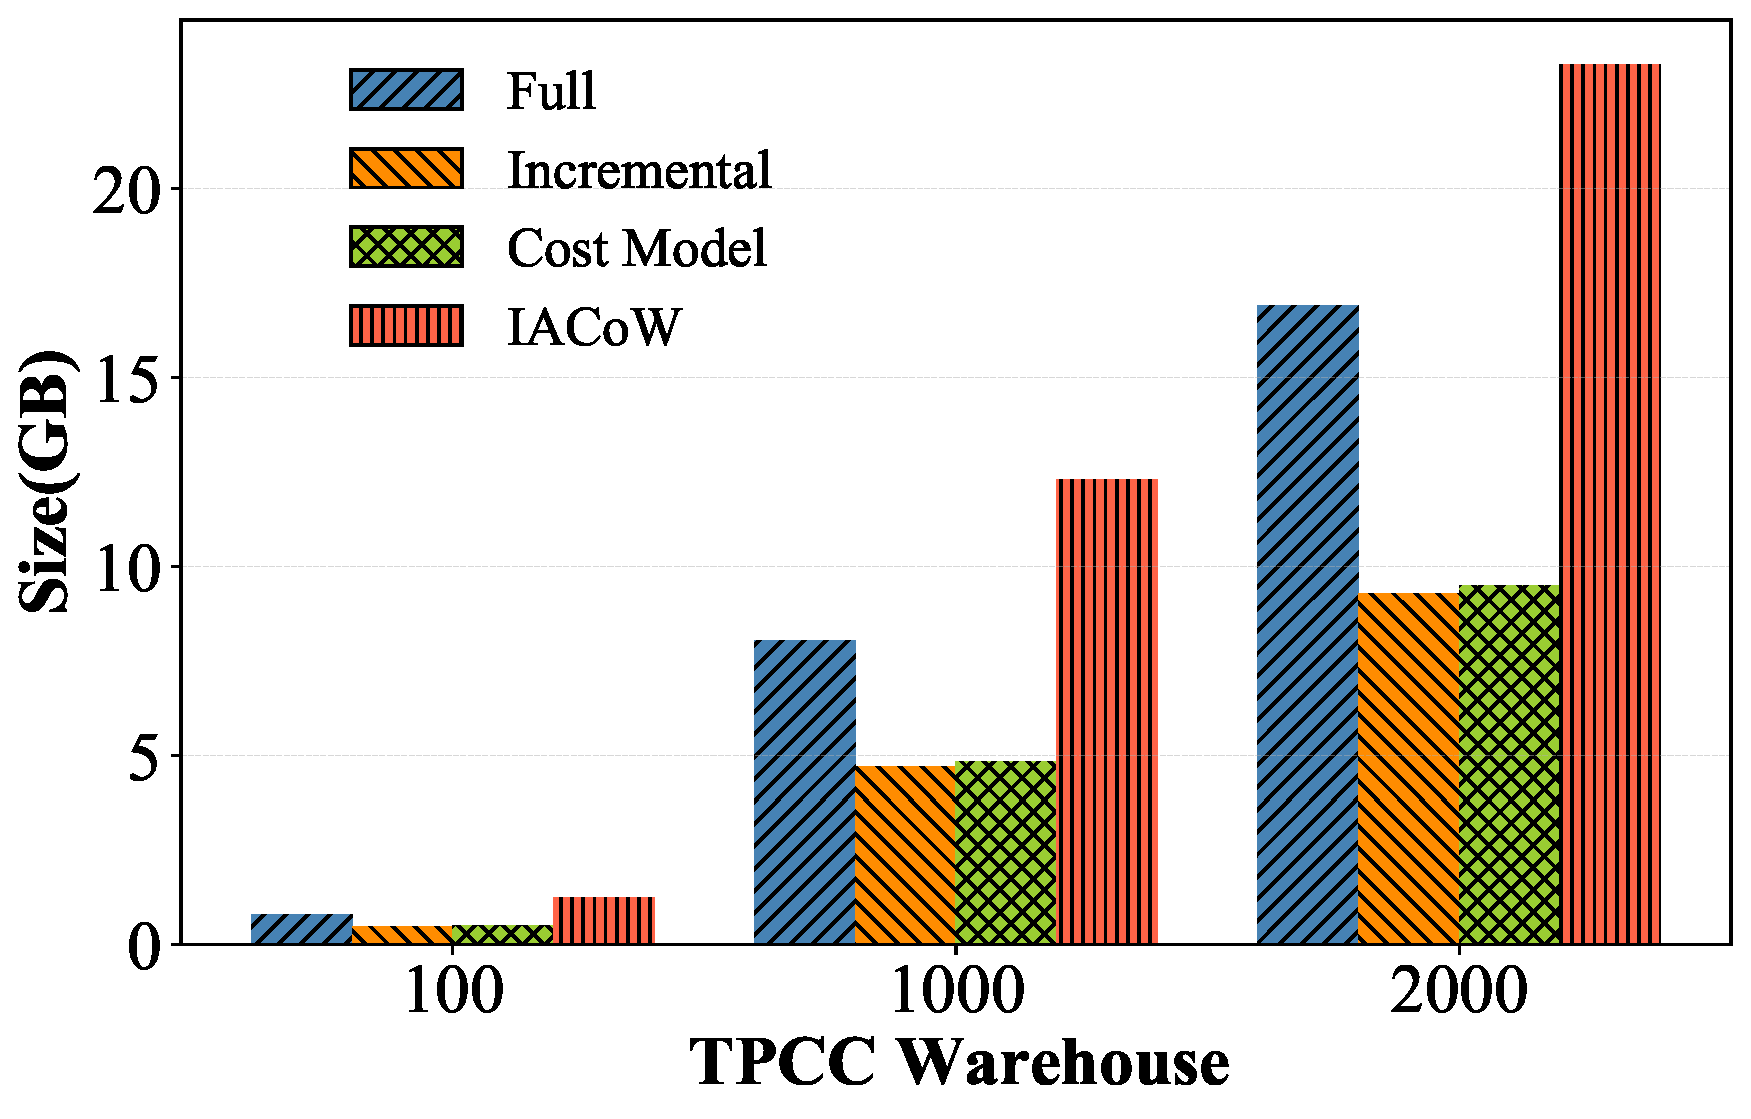 Full
Incremental
Cost Model
IACoW
20
15
10
5
0
Size(GB)
100
1000
2000
TPCC Warehouse